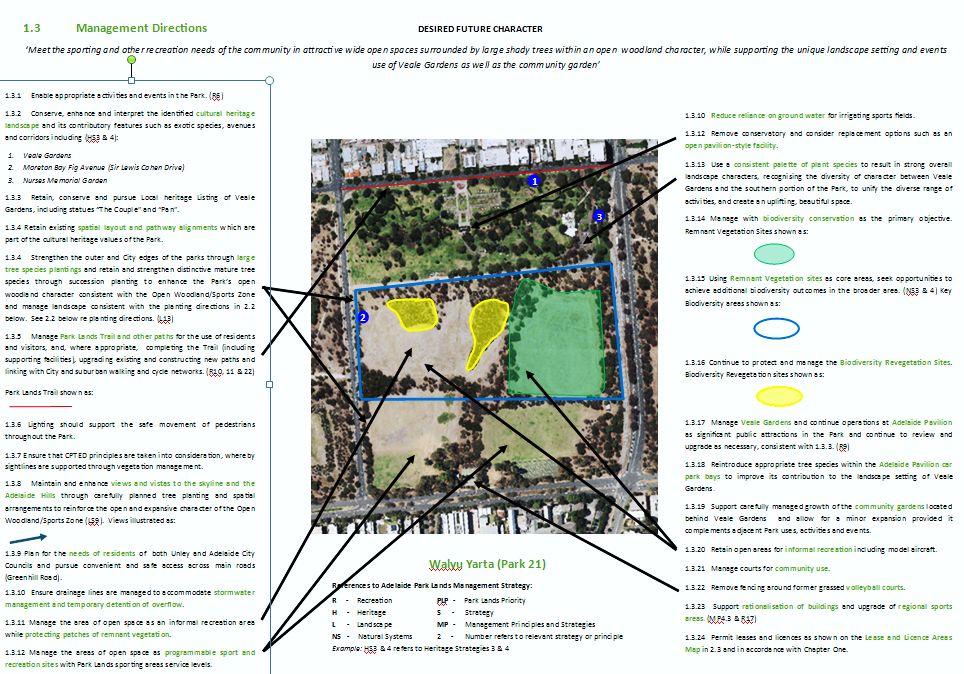 1.3 Management Directions
DESIRED FUTURE CHARACTER
'Meet the sporting and other recreation needs of the community in attractive wide open spaces surrounded by large shady trees within an open woodland character, while supporting the unique landscape setting and events
use of Veale Gardens as well as the community garden'
1.3.1 Enable appropriate activities and events in the Park. (R6)
1.3.2 Conserve, enhance and interpret the identified cultural heritage
landscape and its contributory features such as exotic species, avenues
and corridors including (HS3 & 4):
1. Veale Gardens
2. Moreton Bay Fig Avenue (Sir Lewis Cohen Drive)
3. Nurses Memorial Garden
1.3.3 Retain, conserve and pursue Local heritage Listing of Veale
Gardens, including statues "The Couple" and "Pan".
1.3.4 Retain existing spatial layout and pathway alignments which are
part of the cultural heritage values of the Park.
1.3.4 Strengthen the outer and City edges of the parks through large
tree species plantings and retain and strengthen distinctive mature tree
species through succession planting to enhance the Park's open
woodland character consistent with the Open Woodland/Sports Zone
and manage landscape consistent with the planting directions in 2.2
below. See 2.2 below re planting directions. (L13)
1.3.5 Manage Park Lands Trail and other paths for the use of residents
and visitors, and, where appropriate, completing the Trail (including
supporting facilities), upgrading existing and constructing new paths and
linking with City and suburban walking and cycle networks. (R10, 11 & 22)
Park Lands Trail shown as:
1.3.6 Lighting should support the safe movement of pedestrians
throughout the Park.
1.3.7 Ensure that CPTED principles are taken into consideration, whereby
sightlines are supported through vegetation management.
1.3.8 Maintain and enhance views and vistas to the skyline and the
Adelaide Hills through carefully planned tree planting and spatial
arrangements to reinforce the open and expansive character of the Open
Woodland/Sports Zone (LS9). Views illustrated as:
1.3.9 Plan for the needs of residents of both Unley and Adelaide City
Councils and pursue convenient and safe access across main roads
(Greenhill Road).
1.3.10 Ensure drainage lines are managed to accommodate stormwater
management and temporary detention of overflow.
1.3.11 Manage the area of open space as an informal recreation area
while protecting patches of remnant vegetation.
1.3.12 Manage the areas of open space as programmable sport and
recreation sites with Park Lands sporting areas service levels.
1
3
2
Walyu Yarta (Park 21)
References to Adelaide Park Lands Management Strategy:
R - Recreation PLP - Park Lands Priority
H - Heritage S - Strategy
L - Landscape MP - Management Principles and Strategies
NS - Natural Systems 2 - Number refers to relevant strategy or principle
Example: HS3 & 4 refers to Heritage Strategies 3 & 4
1.3.10 Reduce reliance on ground water for irrigating sports fields.
1.3.12 Remove conservatory and consider replacement options such as an
open pavilion-style facility.
1.3.13 Use a consistent palette of plant species to result in strong overall
landscape characters, recognising the diversity of character between Veale
Gardens and the southern portion of the Park, to unify the diverse range of
activities, and create an uplifting, beautiful space.
1.3.14 Manage with biodiversity conservation as the primary objective.
Remnant Vegetation Sites shown as:
1.3.15 Using Remnant Vegetation sites as core areas, seek opportunities to
achieve additional biodiversity outcomes in the broader area. (NS3 & 4) Key
Biodiversity areas shown as:
1.3.16 Continue to protect and manage the Biodiversity Revegetation Sites.
Biodiversity Revegetation sites shown as:
1.3.17 Manage Veale Gardens and continue operations at Adelaide Pavilion
as significant public attractions in the Park and continue to review and
upgrade as necessary, consistent with 1.3.3. (R9)
1.3.18 Reintroduce appropriate tree species within the Adelaide Pavilion car
park bays to improve its contribution to the landscape setting of Veale
Gardens.
1.3.19 Support carefully managed growth of the community gardens located
behind Veale Gardens and allow for a minor expansion provided it
complements adjacent Park uses, activities and events.
1.3.20 Retain open areas for informal recreation including model aircraft.
1.3.21 Manage courts for community use.
1.3.22 Remove fencing around former grassed volleyball courts.
1.3.23 Support rationalisation of buildings and upgrade of regional sports
areas. (MP4.3 & R17)
1.3.24 Permit leases and licences as shown on the Lease and Licence Areas
Map in 2.3 and in accordance with Chapter One.